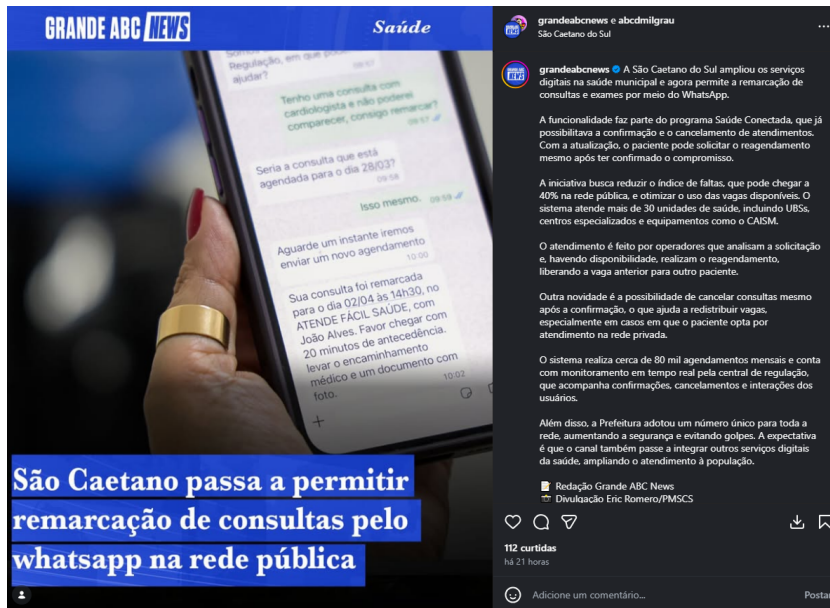 GRANDE ABC NEWS
Saúde
Regulação, em que
ajudar?
09:57
Tenho uma consulta com
cardiologista e não poderei
comparecer, consigo remarcar?
09:57
Seria a consulta que está
agendada para o dia 28/03?
09:58
Isso mesmo. 09:59
Aguarde um instante iremos
enviar um novo agendamento
10:00
Sua consulta foi remarcada
para o dia 02/04 às 14h30, no
ATENDE FÁCIL SAÚDE, com
João Alves. Favor chegar com
20 minutos de antecedência.
levar o encaminhamento
médico e um documento com
foto.
10:02
São Caetano passa a permitir
remarcação de consultas pelo
whatsapp na rede pública
grandeabcnews e abcdmilgrau
São Caetano do Sul
grandeabcnews A São Caetano do Sul ampliou os serviços
digitais na saúde municipal e agora permite a remarcação de
consultas e exames por meio do WhatsApp.
A funcionalidade faz parte do programa Saúde Conectada, que já
possibilitava a confirmação e o cancelamento de atendimentos.
Com a atualização, o paciente pode solicitar o reagendamento
mesmo após ter confirmado o compromisso.
A iniciativa busca reduzir o índice de faltas, que pode chegar a
40% na rede pública, e otimizar o uso das vagas disponíveis. O
sistema atende mais de 30 unidades de saúde, incluindo UBSs,
centros especializados e equipamentos como o CAISM.
O atendimento é feito por operadores que analisam a solicitação
e, havendo disponibilidade, realizam o reagendamento,
liberando a vaga anterior para outro paciente.
Outra novidade é a possibilidade de cancelar consultas mesmo
após a confirmação, o que ajuda a redistribuir vagas,
especialmente em casos em que o paciente opta por
atendimento na rede privada.
O sistema realiza cerca de 80 mil agendamentos mensais e conta
com monitoramento em tempo real pela central de regulação,
que acompanha confirmações, cancelamentos e interações dos
usuários.
Além disso, a Prefeitura adotou um número único para toda a
rede, aumentando a segurança e evitando golpes. A expectativa
é que o canal também passe a integrar outros serviços digitais
da saúde, ampliando o atendimento à população.
Redação Grande ABC News
Divulgação Eric Romero/PMSCS
112 curtidas
há 21 horas
Adicione um comentário...
Postar